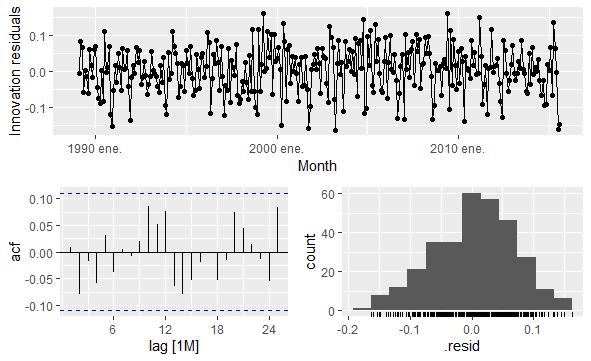 Innovation residuals
0.1
0.0
-0.1
1990 ene.
2000 ene.
2010 ene.
Month
acf
0.10
0.05
0.00
-0.05
-0.10
6
12
18
24
lag [1M]
count
60
40
20
0
-0.2
-0.1
0.0
0.1
.resid